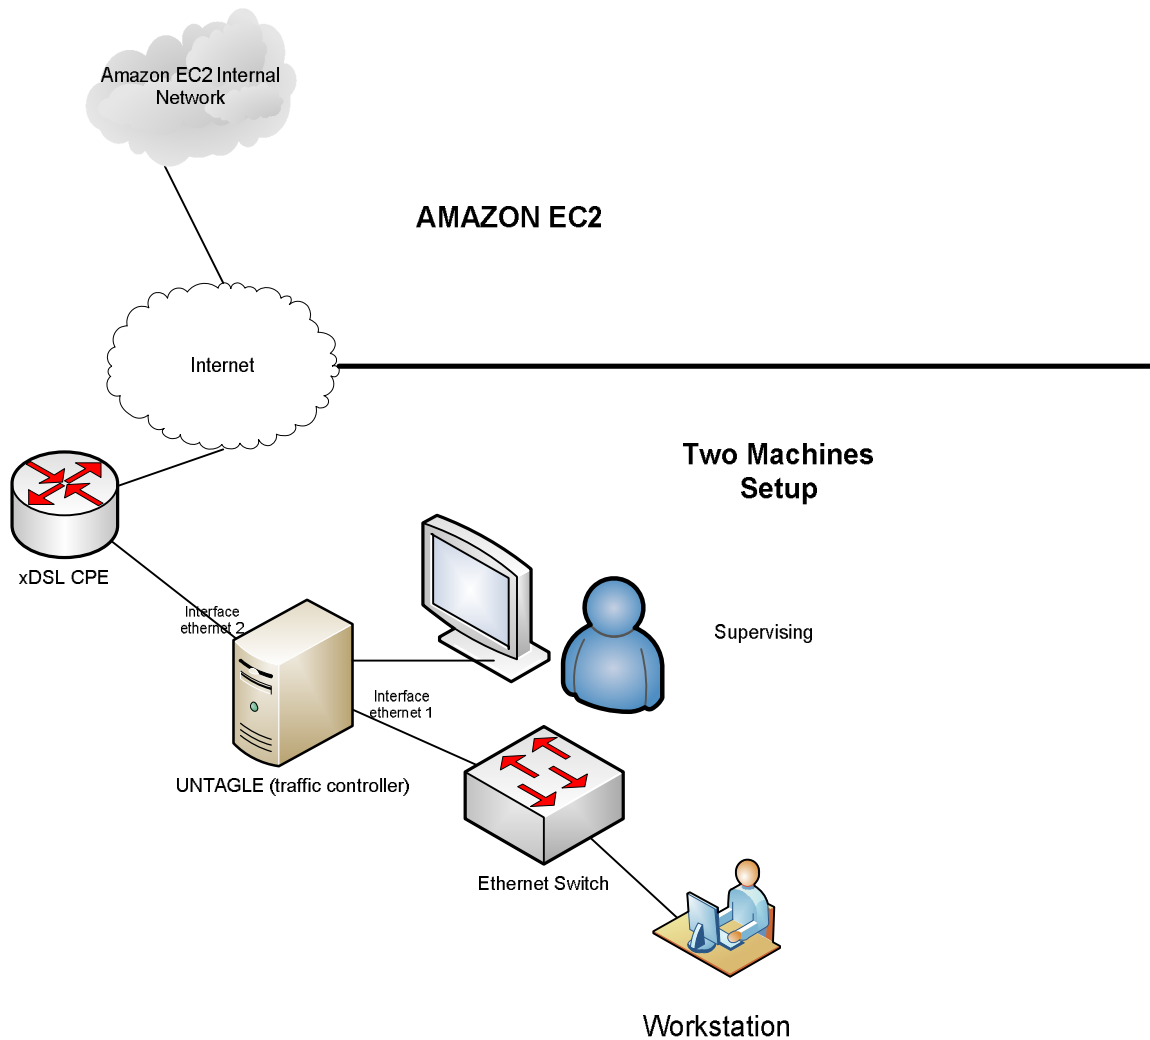 Amazon EC2 Internal
Network
AMAZON EC2
Internet
Two Machines
Setup
xDSL CPE
Interface
ethernet 2
Supervising
Interface
ethernet 1
UNTAGLE (traffic controller)
Ethernet Switch
Workstation